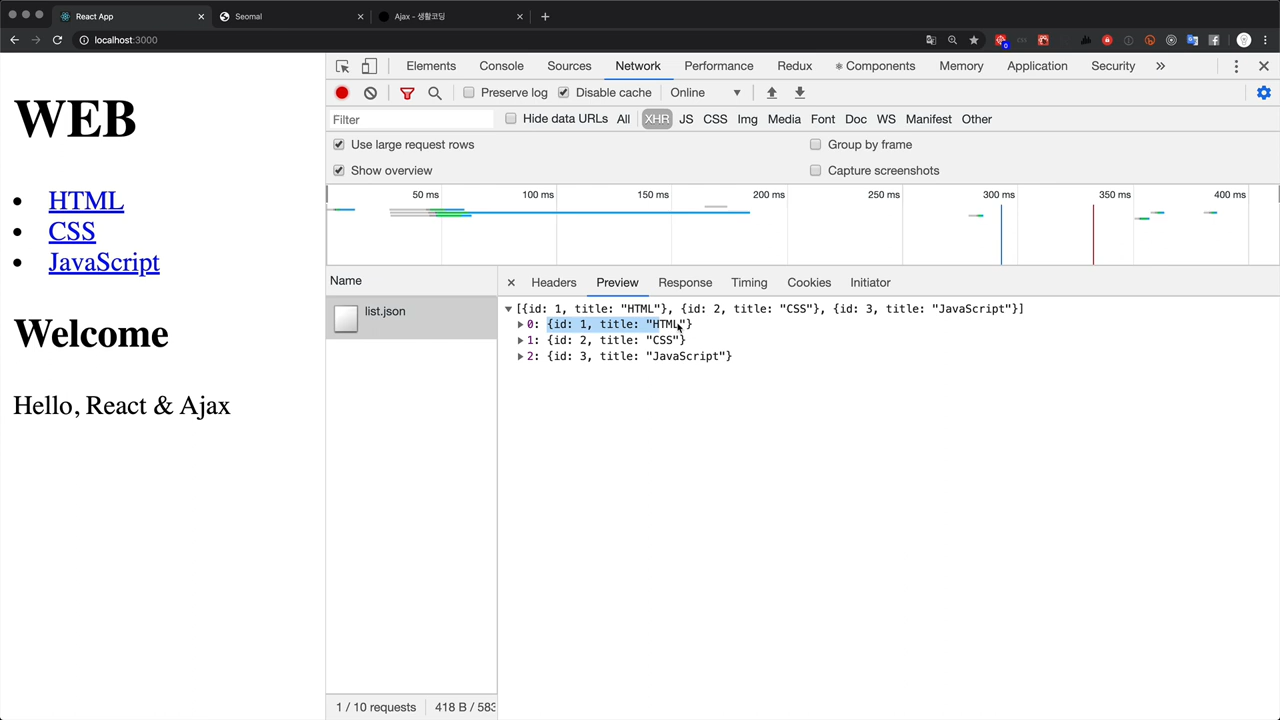 React App
Seomal
Ajax - 생활코딩
localhost:3000
Elements Console Sources Network Performance Redux Components Memory Application Security
Preserve log Disable cache Online
Filter Hide data URLs All XHR JS CSS Img Media Font Doc WS Manifest Other
Use large request rows Group by frame
Show overview Capture screenshots
50 ms 100 ms 150 ms 200 ms 250 ms 300 ms 350 ms 400 ms
WEB
• HTML
• CSS
• JavaScript
Welcome
Hello, React & Ajax
Name
list.json
1 / 10 requests 418 B / 583
Headers Preview Response Timing Cookies Initiator
[{id: 1, title: "HTML"}, {id: 2, title: "CSS"}, {id: 3, title: "JavaScript"}]
0: {id: 1, title: "HTML"}
1: {id: 2, title: "CSS"}
2: {id: 3, title: "JavaScript"}